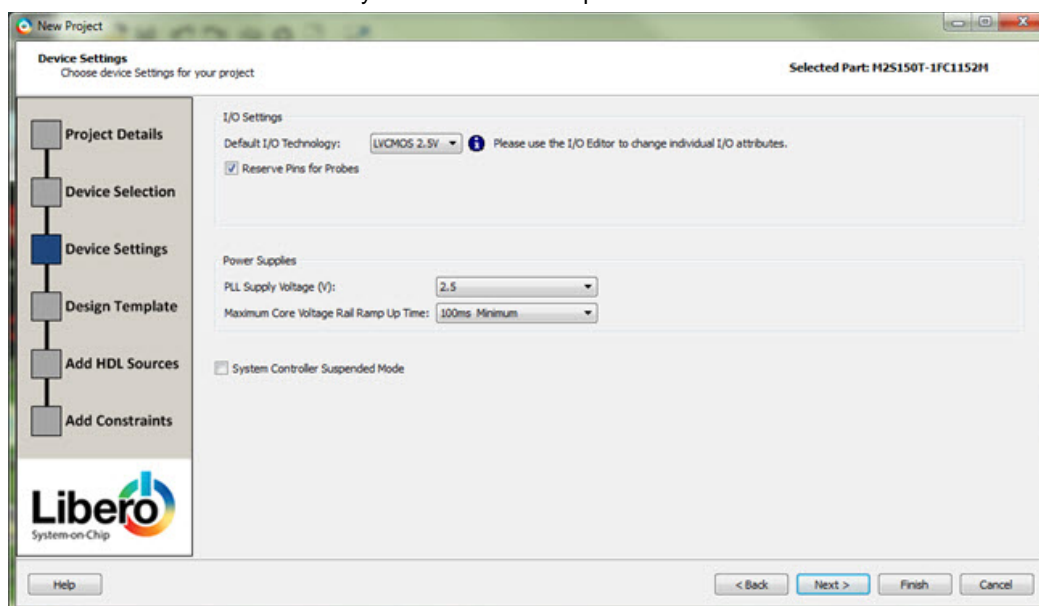 New Project
Device Settings
Choose device Settings for your project
Selected Part: M2S150T-1FC1152M
Project Details
Device Selection
Device Settings
Design Template
Add HDL Sources
Add Constraints
Libero
System-on-Chip
I/O Settings
Default I/O Technology: LVCMOS 2.5V Please use the I/O Editor to change individual I/O attributes.
Reserve Pins for Probes
Power Supplies
PLL Supply Voltage (V): 2.5
Maximum Core Voltage Rail Ramp Up Time: 100ms Minimum
System Controller Suspended Mode
Help
< Back Next > Finish Cancel